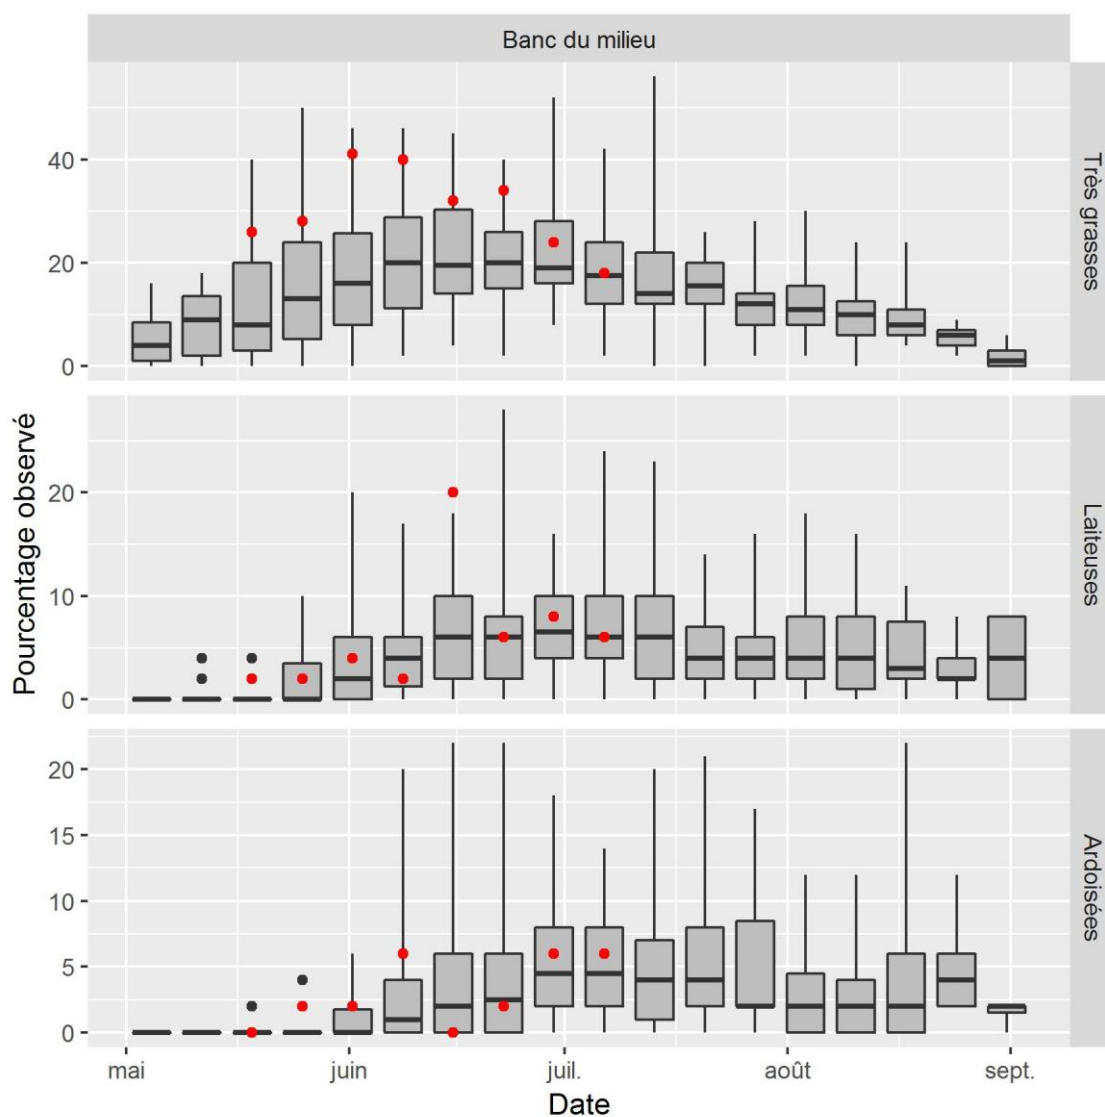 Banc du milieu
Pourcentage observé
40
20
0
Très grasses
20
10
0
Laiteuses
20
15
10
5
0
Ardoisées
mai juin juil. août sept.
Date